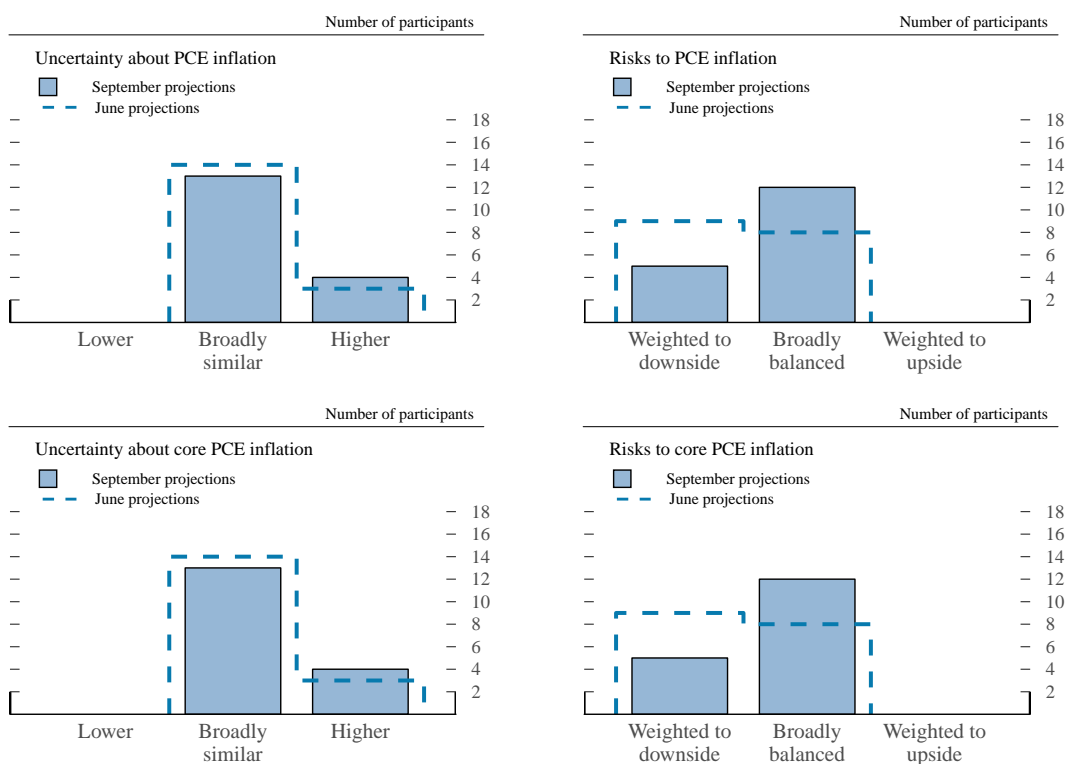 Number of participants
Uncertainty about PCE inflation
September projections
June projections
18
16
14
12
10
8
6
4
2
Lower
Broadly
similar
Higher
Number of participants
Risks to PCE inflation
September projections
June projections
18
16
14
12
10
8
6
4
2
Weighted to
downside
Broadly
balanced
Weighted to
upside
Number of participants
Uncertainty about core PCE inflation
September projections
June projections
18
16
14
12
10
8
6
4
2
Lower
Broadly
similar
Higher
Number of participants
Risks to core PCE inflation
September projections
June projections
18
16
14
12
10
8
6
4
2
Weighted to
downside
Broadly
balanced
Weighted to
upside